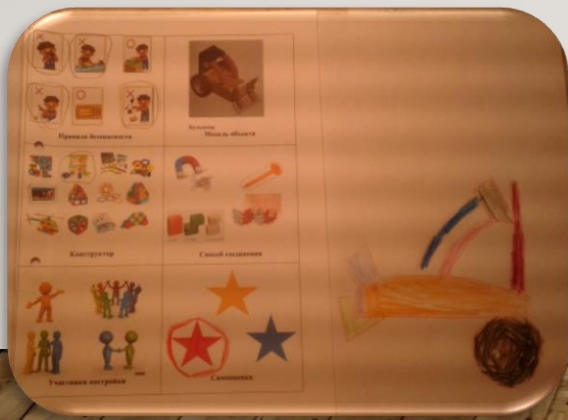 Правила безопасности
Бульдозер
Модель объекта
Конструктор
Способ соединения
Участники постройки
Самооценка